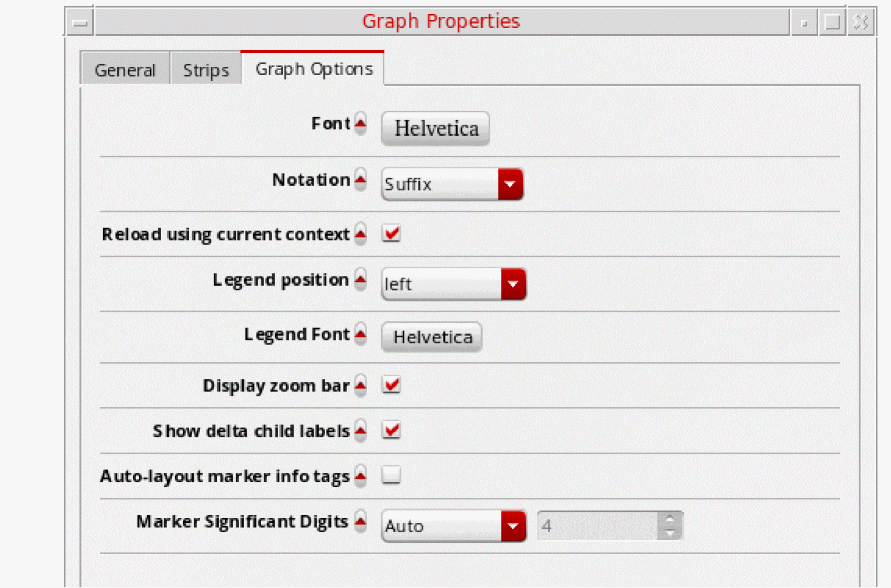 Graph Properties
General Strips Graph Options
Font Helvetica
Notation Suffix
Reload using current context
Legend position left
Legend Font Helvetica
Display zoom bar
Show delta child labels
Auto-layout marker info tags
Marker Significant Digits Auto 4